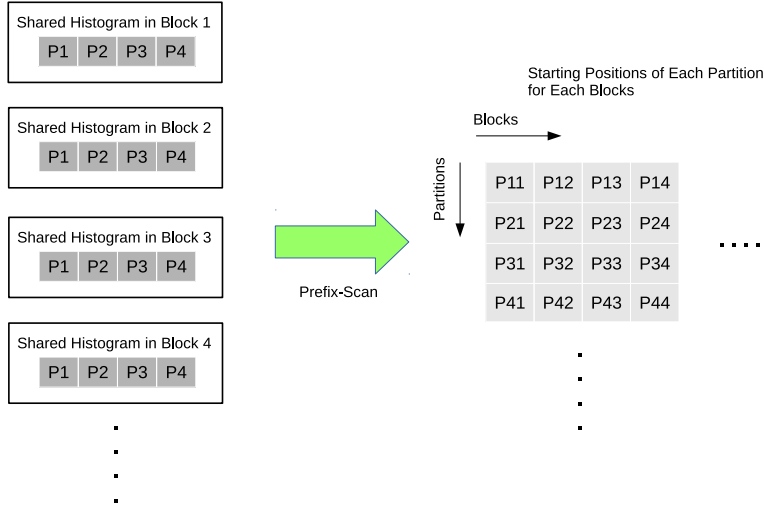 Shared Histogram in Block 1
P1 P2 P3 P4
Shared Histogram in Block 2
P1 P2 P3 P4
Shared Histogram in Block 3
P1 P2 P3 P4
Shared Histogram in Block 4
P1 P2 P3 P4
Prefix-Scan
Starting Positions of Each Partition
for Each Blocks
Blocks
Partitions
P11 P12 P13 P14
P21 P22 P23 P24
P31 P32 P33 P34
P41 P42 P43 P44